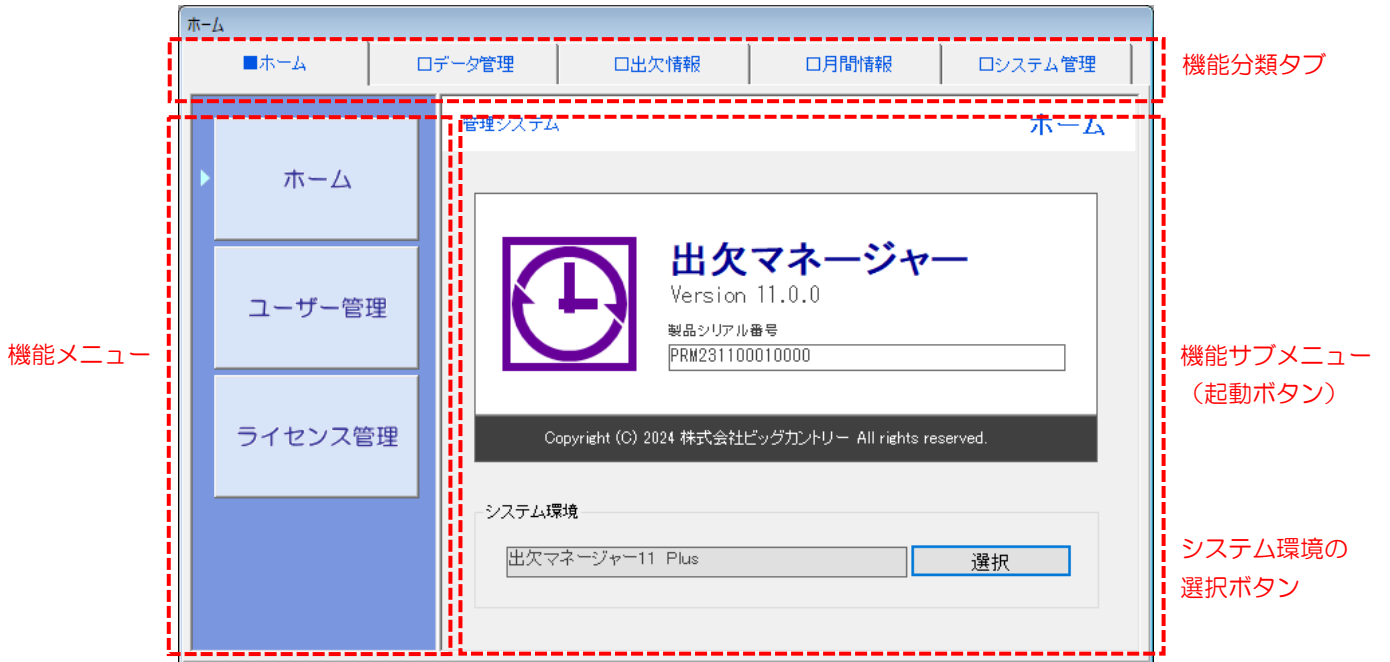 ホーム
■ホーム
□データ管理
□出欠情報
□月間情報
□システム管理
機能分類タブ
管理システム
ホーム
ホーム
ユーザー管理
ライセンス管理
機能メニュー
出欠マネージャー
Version 11.0.0
製品シリアル番号
PRM231100010000
Copyright (C) 2024 株式会社ビッグカントリー All rights reserved.
機能サブメニュー
（起動ボタン）
システム環境
出欠マネージャー11 Plus
選択
システム環境の
選択ボタン